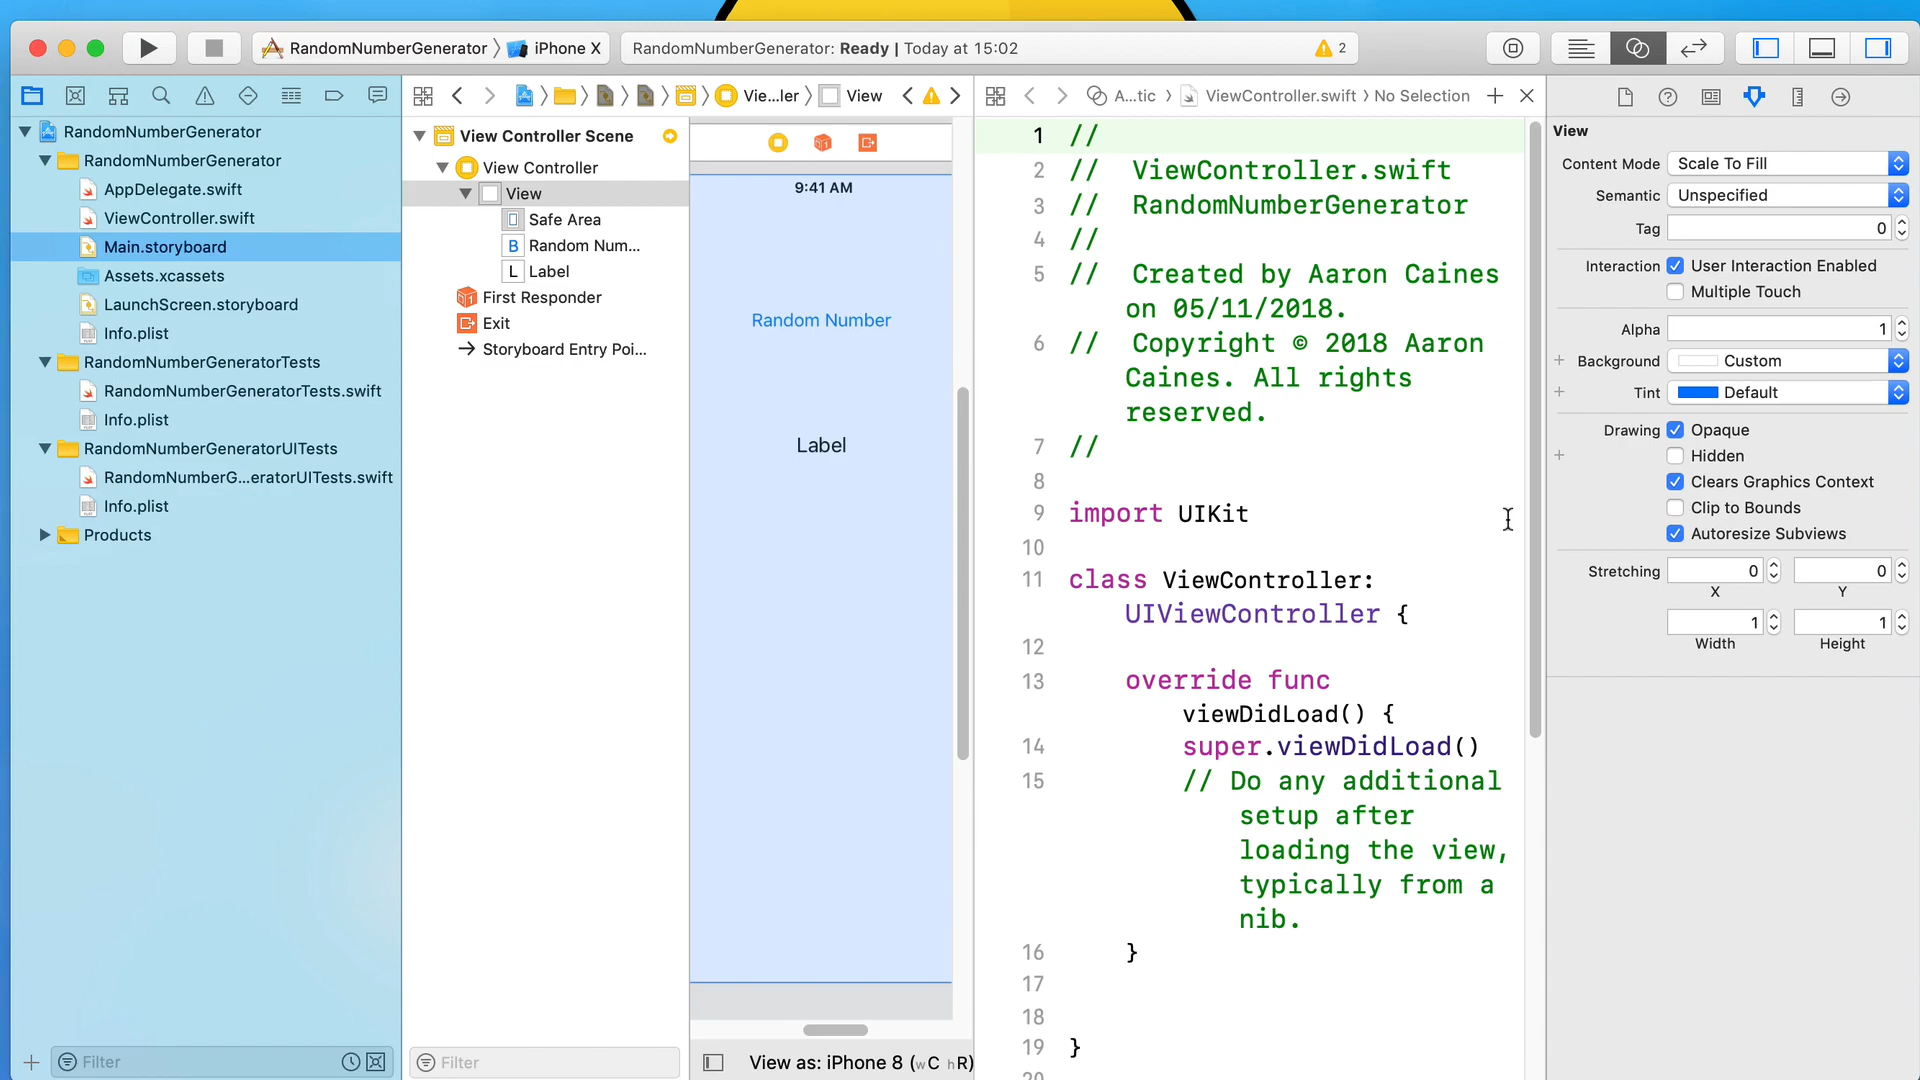 RandomNumberGenerator
iPhone X
RandomNumberGenerator: Ready | Today at 15:02
2
Vie...ler
View
A...tic
ViewController.swift
No Selection
RandomNumberGenerator
RandomNumberGenerator
AppDelegate.swift
ViewController.swift
Main.storyboard
Assets.xcassets
LaunchScreen.storyboard
Info.plist
RandomNumberGeneratorTests
RandomNumberGeneratorTests.swift
Info.plist
RandomNumberGeneratorUITests
RandomNumberG...eratorUITests.swift
Info.plist
Products
Filter
View Controller Scene
View Controller
View
Safe Area
B Random Num...
L Label
First Responder
Exit
Storyboard Entry Poi...
Filter
9:41 AM
Random Number
Label
View as: iPhone 8 (wC hR)
1 //
2 // ViewController.swift
3 // RandomNumberGenerator
4 //
5 // Created by Aaron Caines
on 05/11/2018.
6 // Copyright © 2018 Aaron
Caines. All rights
reserved.
7 //
8
9 import UIKit
10
11 class ViewController:
UIViewController {
12
13 override func
viewDidLoad() {
14 super.viewDidLoad()
15 // Do any additional
setup after
loading the view,
typically from a
nib.
16 }
17
18
19 }
20
View
Content Mode Scale To Fill
Semantic Unspecified
Tag 0
Interaction User Interaction Enabled
Multiple Touch
Alpha 1
Background Custom
Tint Default
Drawing Opaque
Hidden
Clears Graphics Context
Clip to Bounds
Autoresize Subviews
Stretching 0 0
X Y
1 1
Width Height